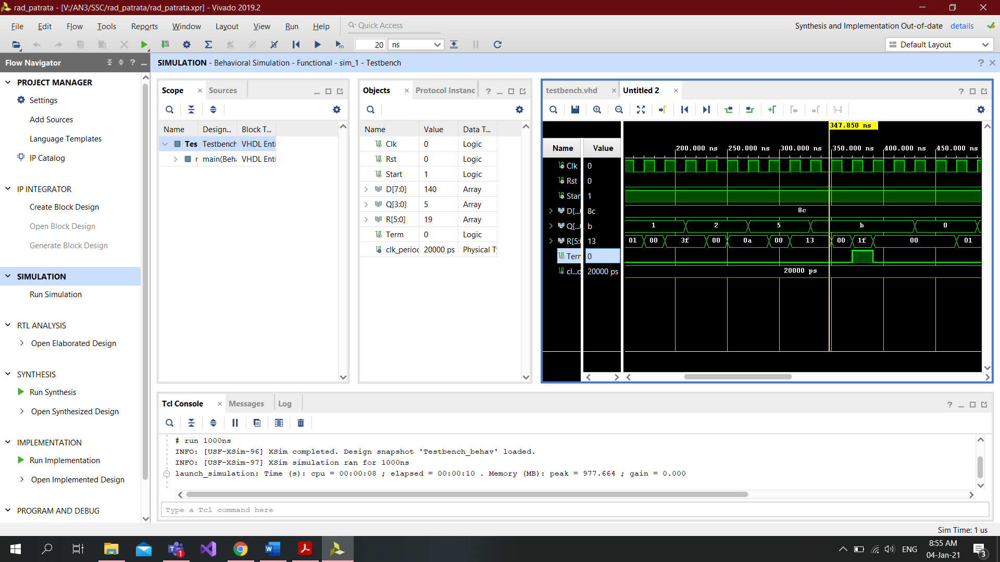 rad_patrata - [V:/AN3/SSC/rad_patrata/rad_patrata.xpr] - Vivado 2019.2
File Edit Flow Tools Reports Window Layout View Run Help Quick Access
Synthesis and Implementation Out-of-date details
20 ns
Default Layout
Flow Navigator
SIMULATION - Behavioral Simulation - Functional - sim_1 - Testbench
PROJECT MANAGER
Settings
Add Sources
Language Templates
IP Catalog
IP INTEGRATOR
Create Block Design
Open Block Design
Generate Block Design
SIMULATION
Run Simulation
RTL ANALYSIS
Open Elaborated Design
SYNTHESIS
Run Synthesis
Open Synthesized Design
IMPLEMENTATION
Run Implementation
Open Implemented Design
PROGRAM AND DEBUG
Scope Sources
Name Design... Block T...
Tes Testbench VHDL Enti
r main(Beha VHDL Enti
Objects Protocol Instanc
Name Value Data T...
Clk 0 Logic
Rst 0 Logic
Start 1 Logic
D[7:0] 140 Array
Q[3:0] 5 Array
R[5:0] 19 Array
Term 0 Logic
clk_perioc 20000 ps Physical Ty
testbench.vhd Untitled 2
347.850 ns
Name Value
200.000 ns 250.000 ns 300.000 ns 350.000 ns 400.000 ns 450.000 ns
Clk 0
Rst 0
Star 1
D[...0 8c 8c
Q[...0 b 1 2 5 b 0
R[5:0 13 01 00 3f 00 0a 00 13 00 1f 00 01
Term 0
cl...o 20000 ps 20000 ps
Tcl Console Messages Log
# run 1000ns
INFO: [USF-XSim-96] XSim completed. Design snapshot 'Testbench_behav' loaded.
INFO: [USF-XSim-97] XSim simulation ran for 1000ns
launch_simulation: Time (s): cpu = 00:00:08 ; elapsed = 00:00:10 . Memory (MB): peak = 977.664 ; gain = 0.000
Type a Tcl command here
Sim Time: 1 us
1
ENG
8:55 AM
04-Jan-21
3